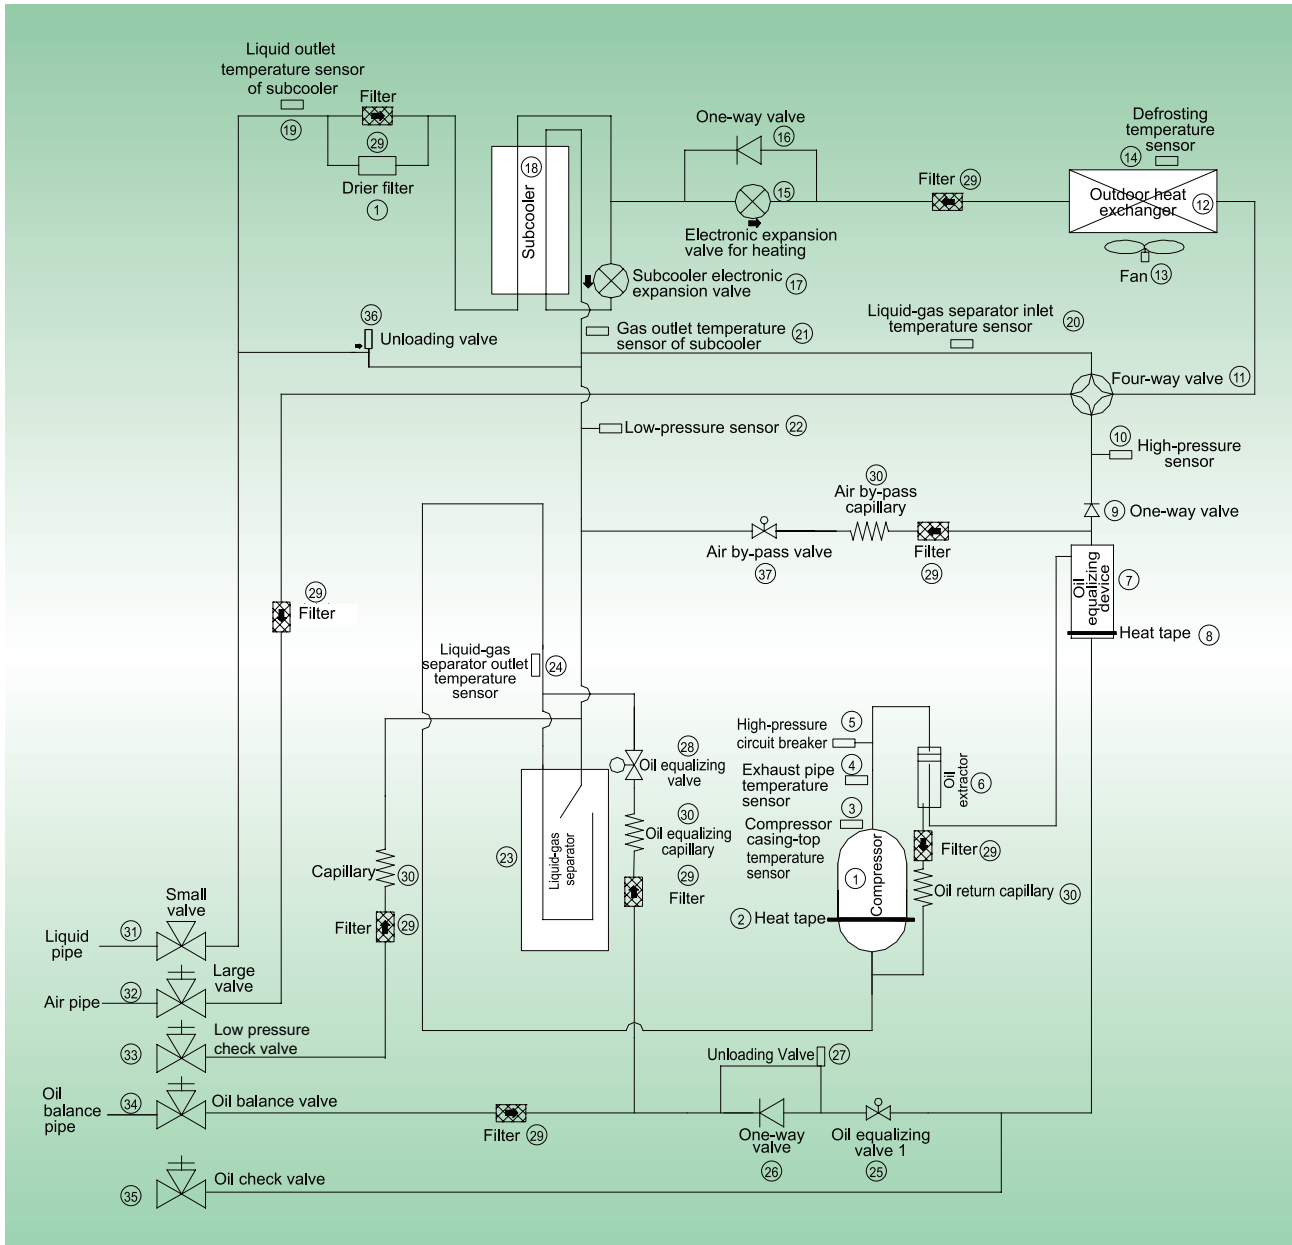 Liquid outlet
temperature sensor
of subcooler
19
Filter
29
Drier filter
1
18
Subcooler
One-way valve
16
15
Electronic expansion
valve for heating
Filter 29
Defrosting
temperature
sensor
14
Outdoor heat
exchanger
12
Fan 13
Subcooler electronic
expansion valve
17
36
Unloading valve
Gas outlet temperature
sensor of subcooler
21
Liquid-gas separator inlet
temperature sensor
20
Four-way valve 11
Low-pressure sensor 22
10
High-pressure
sensor
30
Air by-pass
capillary
9 One-way valve
Air by-pass valve
37
Filter
29
Oil
equalizing
device
7
Heat tape 8
29
Filter
Liquid-gas
separator outlet
temperature
sensor
24
High-pressure
circuit breaker
5
28
Oil equalizing
valve
Exhaust pipe
temperature
sensor
4
Oil
extractor
6
3
Compressor
casing-top
temperature
sensor
30
Oil equalizing
capillary
23
Liquid-gas
separator
Filter 29
Capillary
30
29
Filter
1
Compressor
Oil return capillary 30
2 Heat tape
Small
valve
Filter 29
31
Liquid
pipe
Large
valve
32
Air pipe
Low pressure
check valve
33
Unloading Valve 27
Oil
balance
pipe
34
Oil balance valve
Filter 29
One-way
valve
26
Oil equalizing
valve 1
25
Oil check valve
35